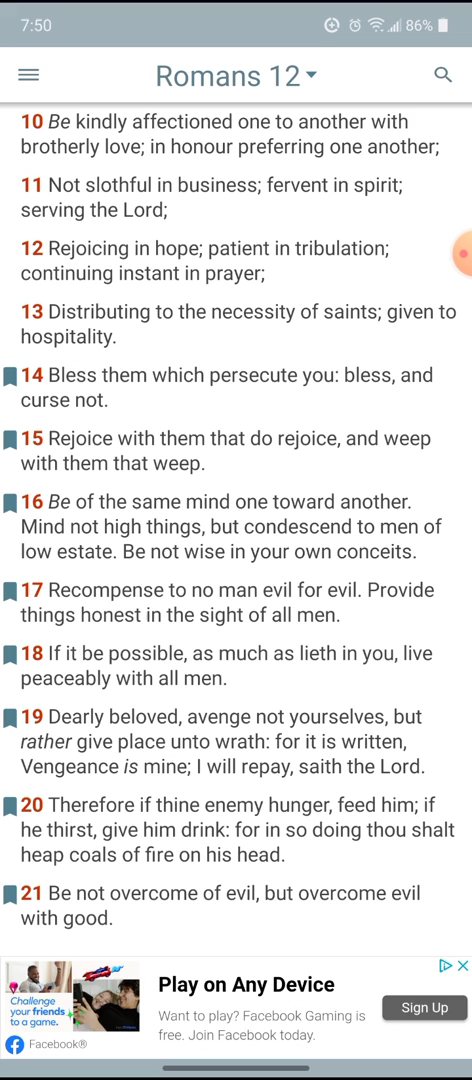 7:50
86%
Romans 12
10 Be kindly affectioned one to another with
brotherly love; in honour preferring one another;
11 Not slothful in business; fervent in spirit;
serving the Lord;
12 Rejoicing in hope; patient in tribulation;
continuing instant in prayer;
13 Distributing to the necessity of saints; given to
hospitality.
14 Bless them which persecute you: bless, and
curse not.
15 Rejoice with them that do rejoice, and weep
with them that weep.
16 Be of the same mind one toward another.
Mind not high things, but condescend to men of
low estate. Be not wise in your own conceits.
17 Recompense to no man evil for evil. Provide
things honest in the sight of all men.
18 If it be possible, as much as lieth in you, live
peaceably with all men.
19 Dearly beloved, avenge not yourselves, but
rather give place unto wrath: for it is written,
Vengeance is mine; I will repay, saith the Lord.
20 Therefore if thine enemy hunger, feed him; if
he thirst, give him drink: for in so doing thou shalt
heap coals of fire on his head.
21 Be not overcome of evil, but overcome evil
with good.
Challenge
your friends
to a game.
Facebook®
Play on Any Device
Want to play? Facebook Gaming is
free. Join Facebook today.
Sign Up